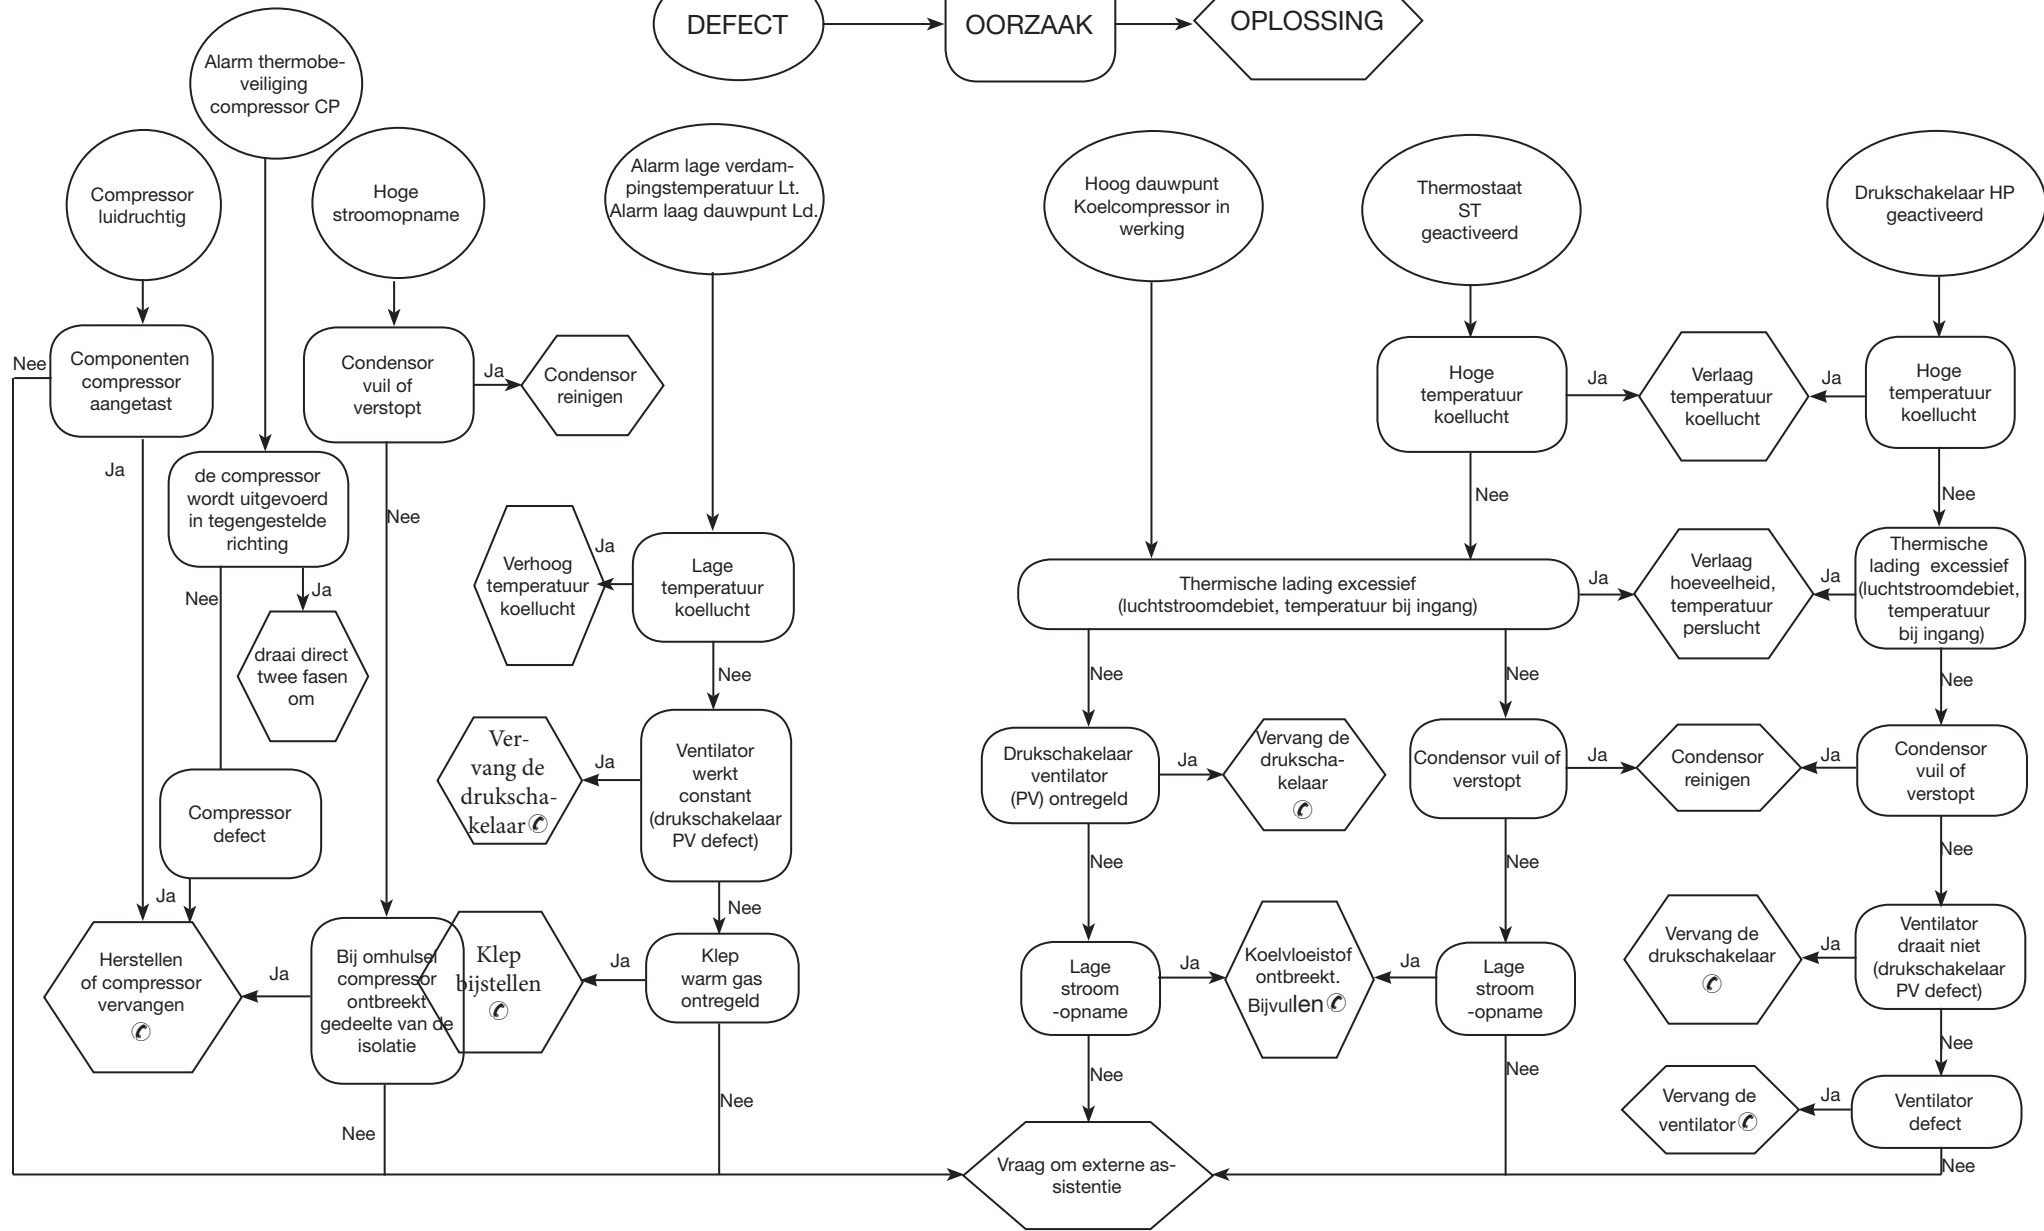 DEFECT
OORZAAK
OPLOSSING
Alarm thermobe-
veiliging
compressor CP
Compressor
luidruchtig
Hoge
stroomopname
Alarm lage verdam-
pingstemperatuur Lt.
Alarm laag dauwpunt Ld.
Hoog dauwpunt
Koelcompressor in
werking
Thermostaat
ST
geactiveerd
Drukschakelaar HP
geactiveerd
Nee
Componenten
compressor
aangetast
Ja
Condensor
vuil of
verstopt
Ja
Condensor
reinigen
Nee
de compressor
wordt uitgevoerd
in tegengestelde
richting
Nee
Ja
draai direct
twee fasen
om
Compressor
defect
Ja
Herstellen
of compressor
vervangen
✆
Ja
Bij omhulsel
compressor
ontbreekt
gedeelte van de
isolatie
Nee
Verhoog
temperatuur
koellucht
Ja
Lage
temperatuur
koellucht
Nee
Ver-
vang de
druk­scha-
kelaar ✆
Ja
Ventilator
werkt
constant
(drukschakelaar
PV defect)
Nee
Klep
bijstellen
✆
Ja
Klep
warm gas
ontregeld
Nee
Hoge
temperatuur
koellucht
Ja
Verlaag
temperatuur
koellucht
Ja
Hoge
temperatuur
koellucht
Nee
Nee
Thermische lading excessief
(luchtstroomdebiet, temperatuur bij ingang)
Ja
Verlaag
hoeveelheid,
temperatuur
perslucht
Ja
Thermische
lading excessief
(luchtstroomdebiet,
temperatuur
bij ingang)
Nee
Nee
Nee
Drukschakelaar
ventilator
(PV) ontregeld
Ja
Vervang de
drukscha-
kelaar
✆
Condensor vuil of
verstopt
Ja
Condensor
reinigen
Ja
Condensor
vuil of
verstopt
Nee
Nee
Nee
Lage
stroom
-opname
Ja
Koelvloeistof
ontbreekt.
Bijvullen ✆
Ja
Lage
stroom
-opname
Vervang de
drukschakelaar
✆
Ja
Ventilator
draait niet
(drukschakelaar
PV defect)
Nee
Nee
Nee
Vervang de
ventilator ✆
Ja
Ventilator
defect
Nee
Vraag om externe as-
sistentie